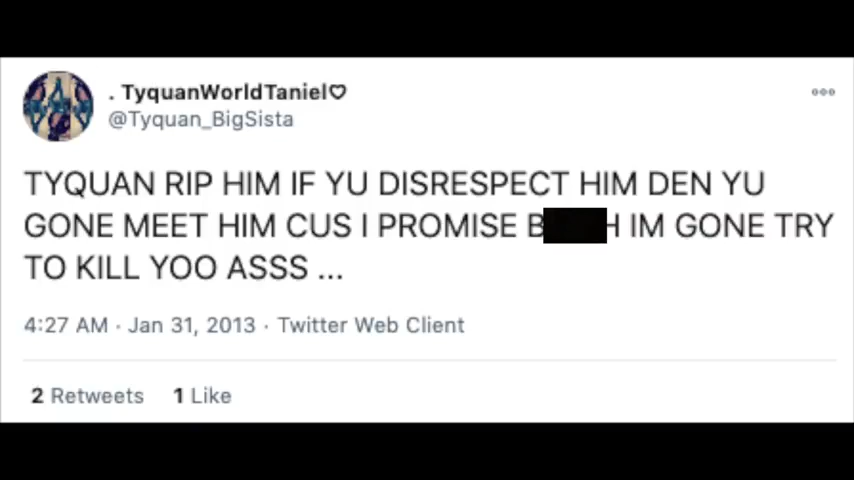 . TyquanWorldTaniel♡
@Tyquan_BigSista
TYQUAN RIP HIM IF YU DISRESPECT HIM DEN YU
GONE MEET HIM CUS I PROMISE B H IM GONE TRY
TO KILL YOO ASSS ...
4:27 AM · Jan 31, 2013 · Twitter Web Client
2 Retweets 1 Like